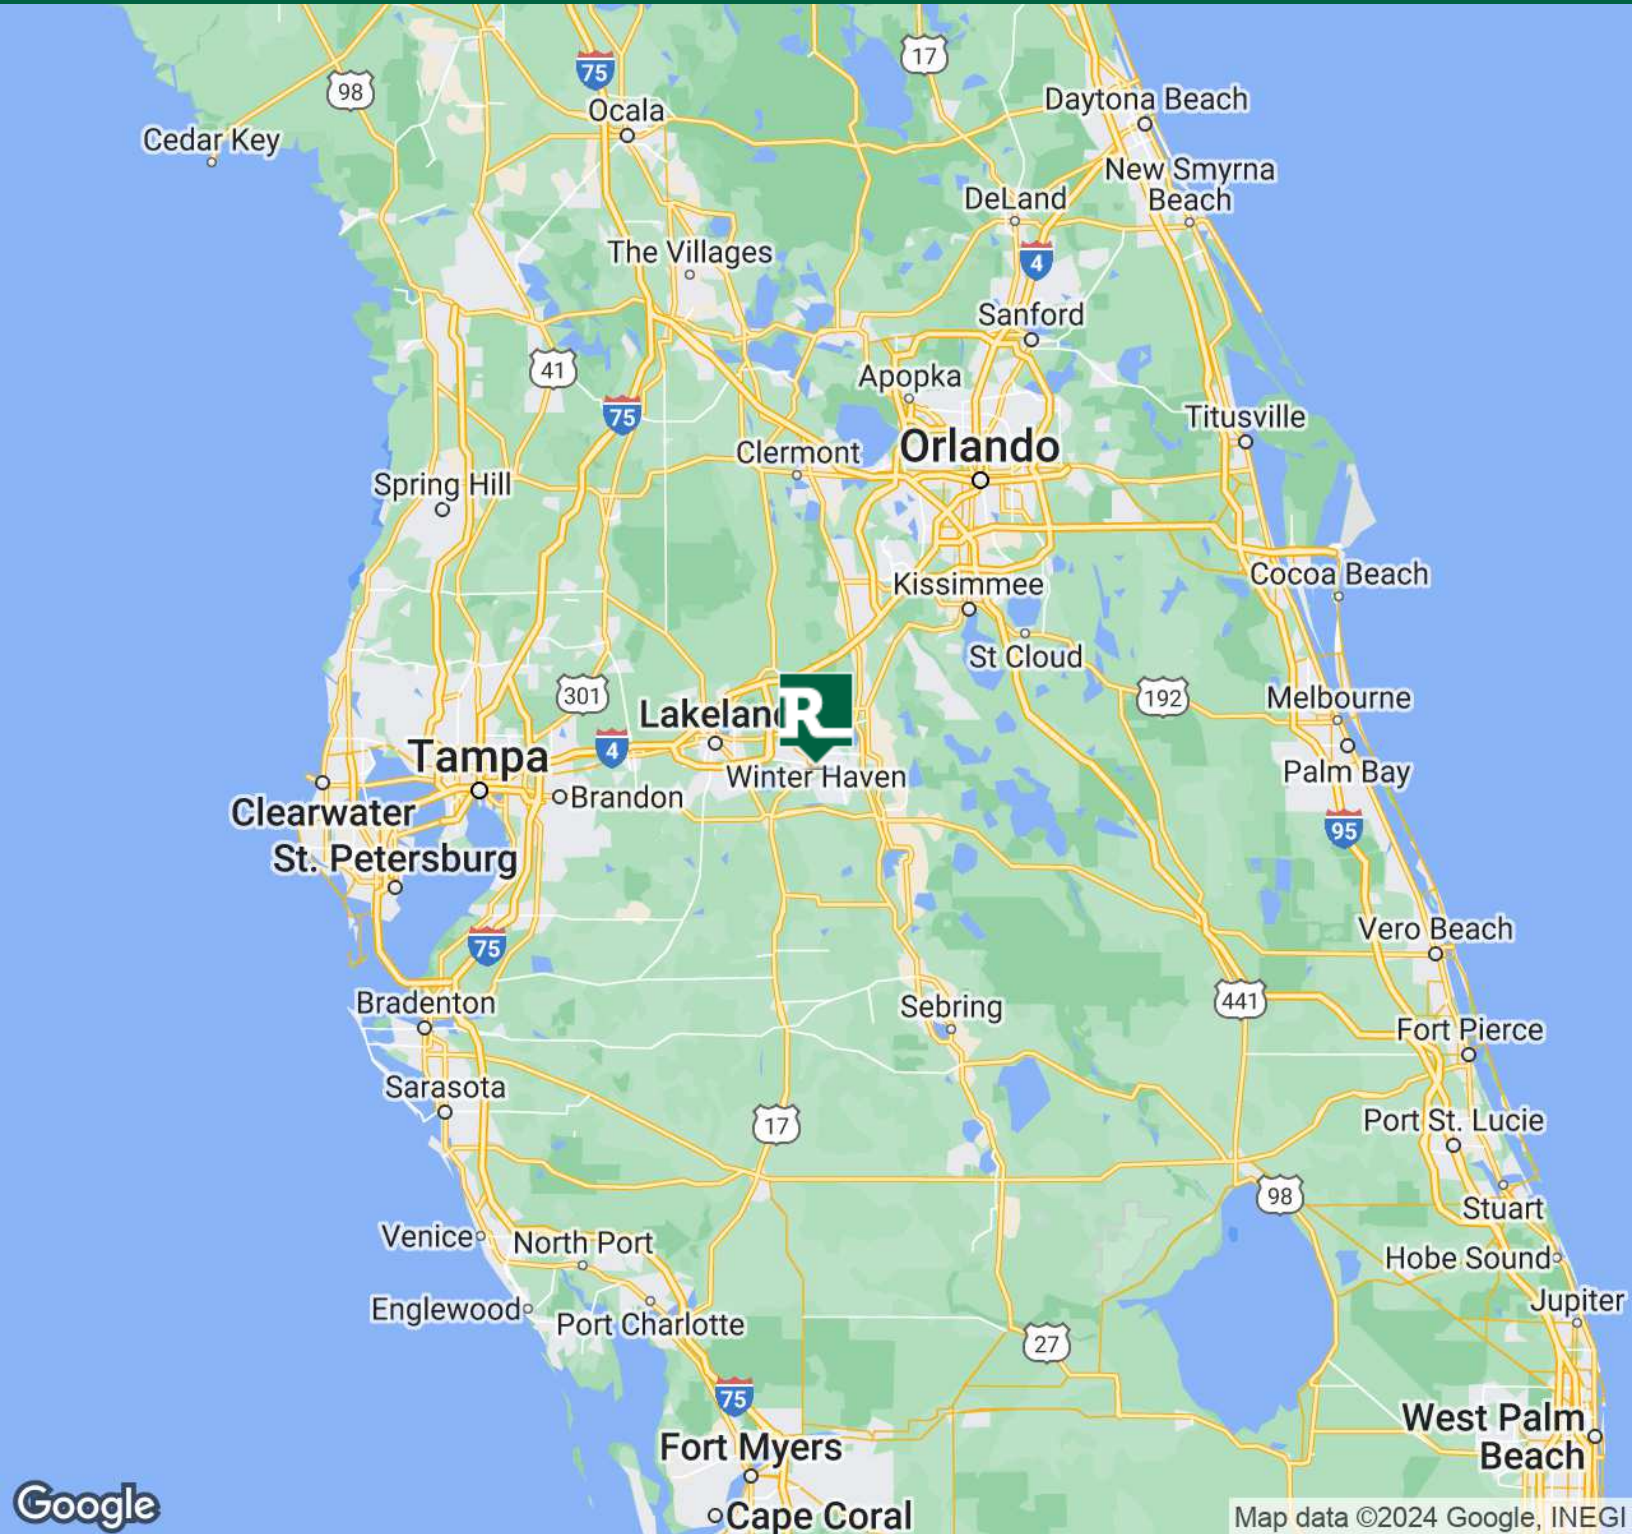 17
75
98
Ocala
Daytona Beach
Cedar Key
New Smyrna
Beach
DeLand
The Villages
4
Sanford
41
Apopka
75
Titusville
Orlando
Clermont
Spring Hill
Cocoa Beach
Kissimmee
St Cloud
301
192
Melbourne
R
Lakeland
4
Tampa
Winter Haven
Palm Bay
Brandon
Clearwater
95
St. Petersburg
Vero Beach
75
441
Bradenton
Sebring
Fort Pierce
Sarasota
17
Port St. Lucie
98
Stuart
Venice
North Port
Hobe Sound
Jupiter
Englewood
Port Charlotte
27
75
West Palm
Beach
Fort Myers
Google
Cape Coral
Map data ©2024 Google, INEGI